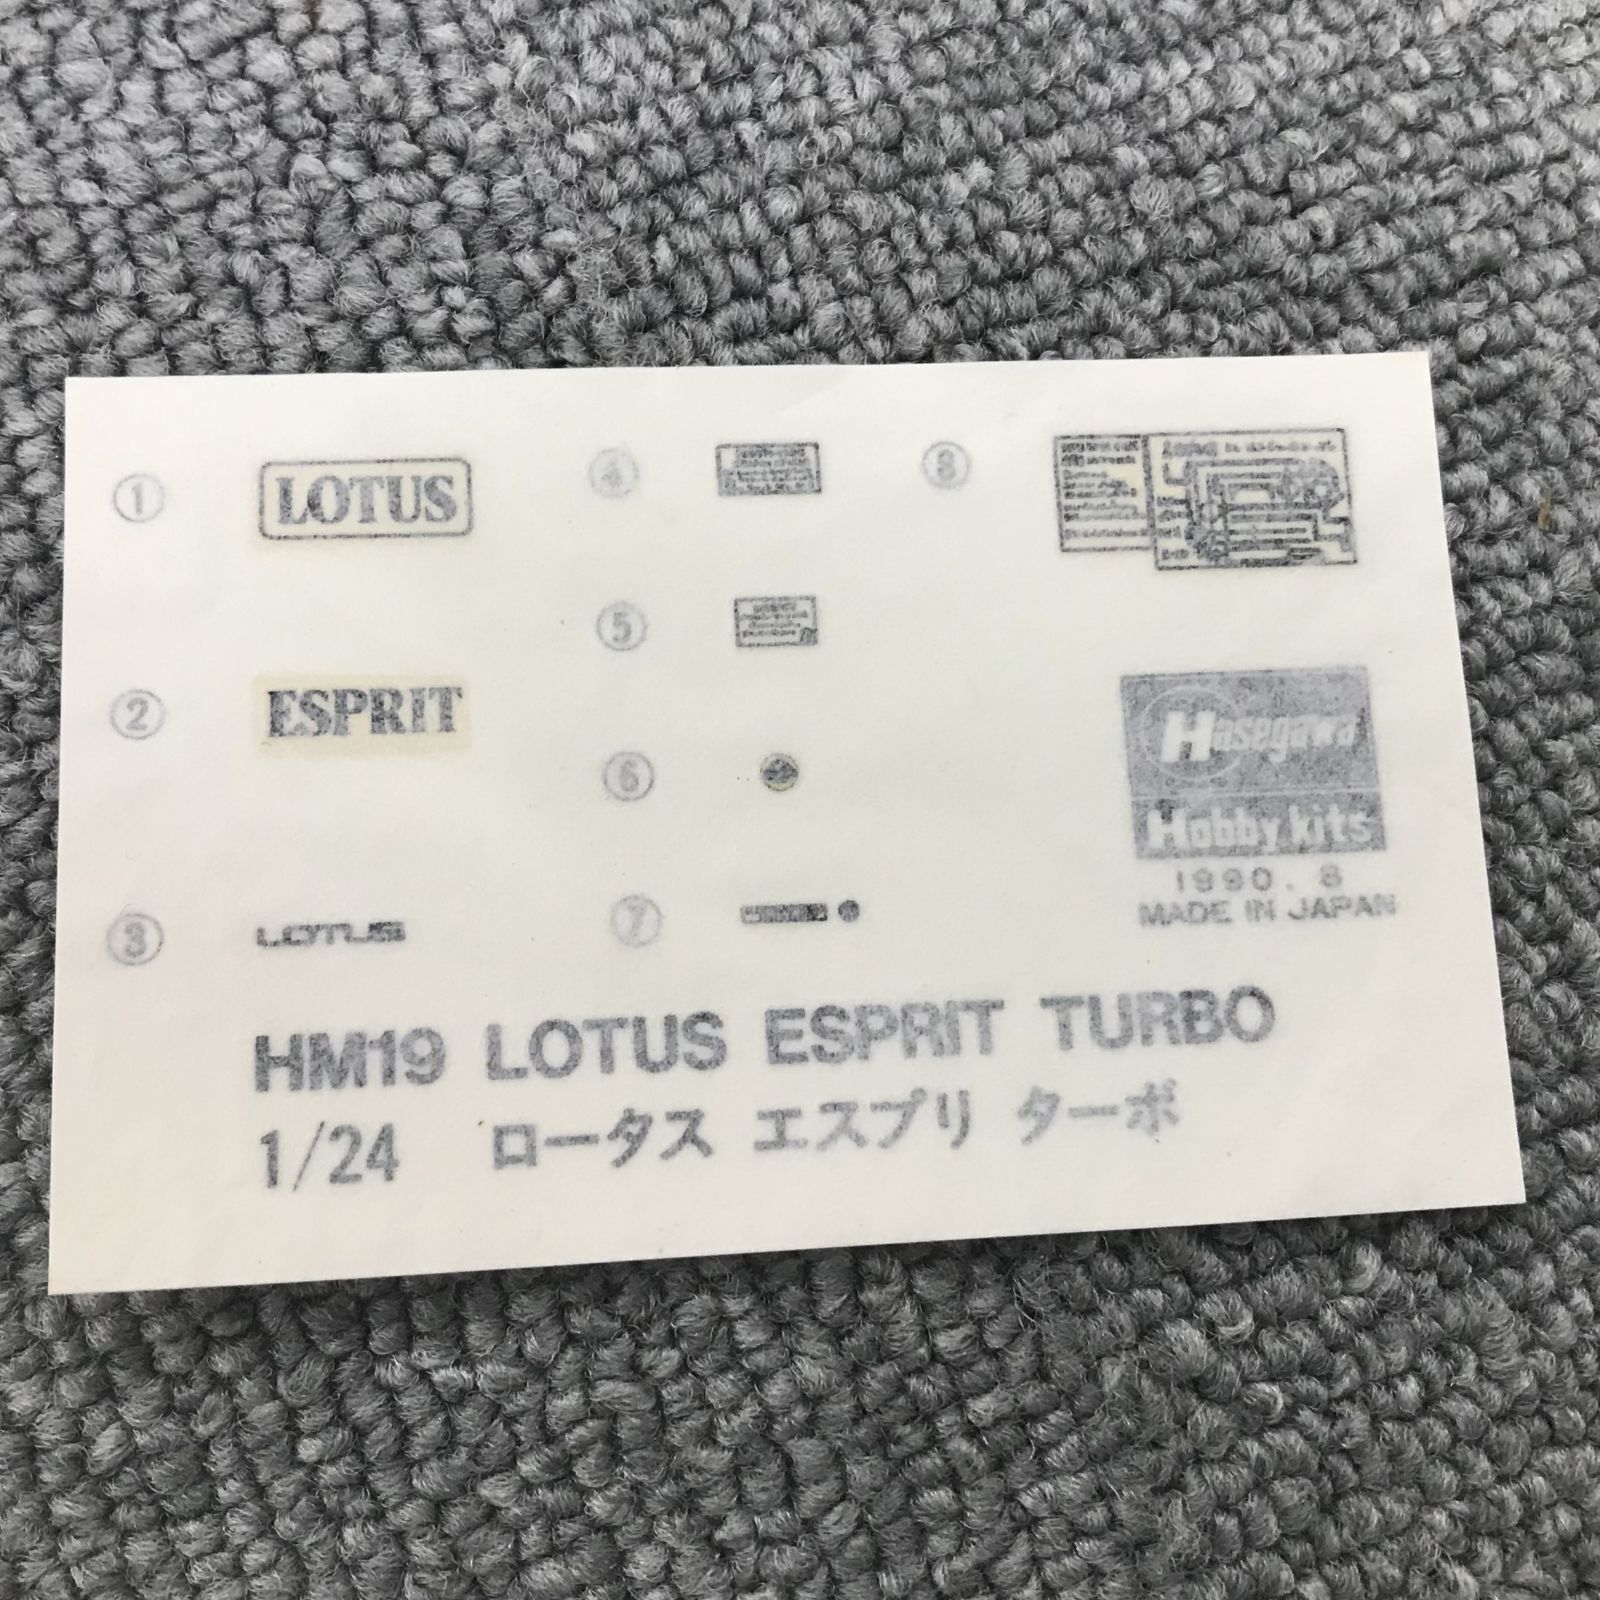 ① LOTUS
② ESPRIT
③ LOTUS
④
⑤
⑥
⑦
⑧
Hasegawa
Hobby kits
1990.8
MADE IN JAPAN
HM19 LOTUS ESPRIT TURBO
1/24 ロータス エスプリ ターボ